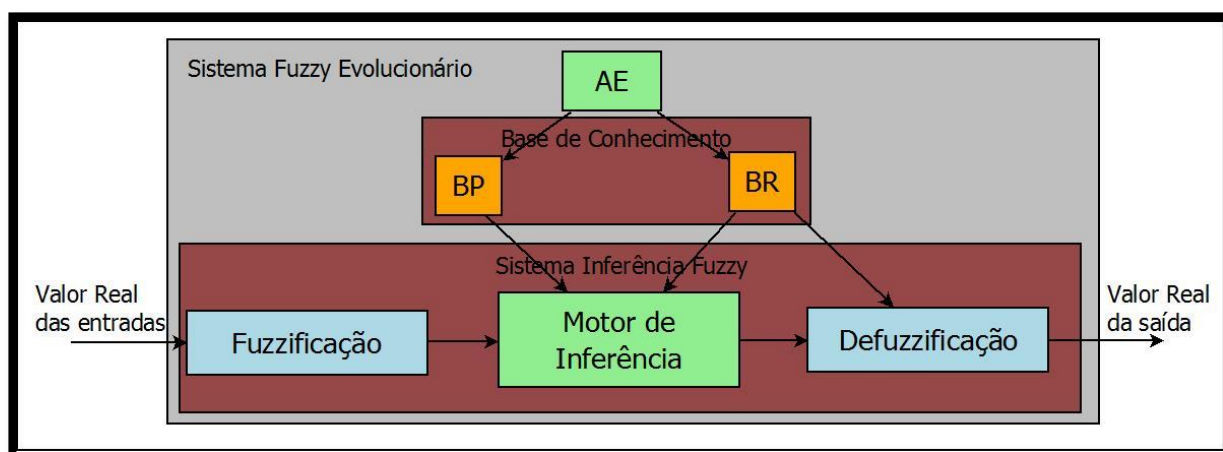 Sistema Fuzzy Evolucionário
AE
Base de Conhecimento
BP
BR
Sistema Inferência Fuzzy
Valor Real
das entradas
Fuzzificação
Motor de
Inferência
Defuzzificação
Valor Real
da saída